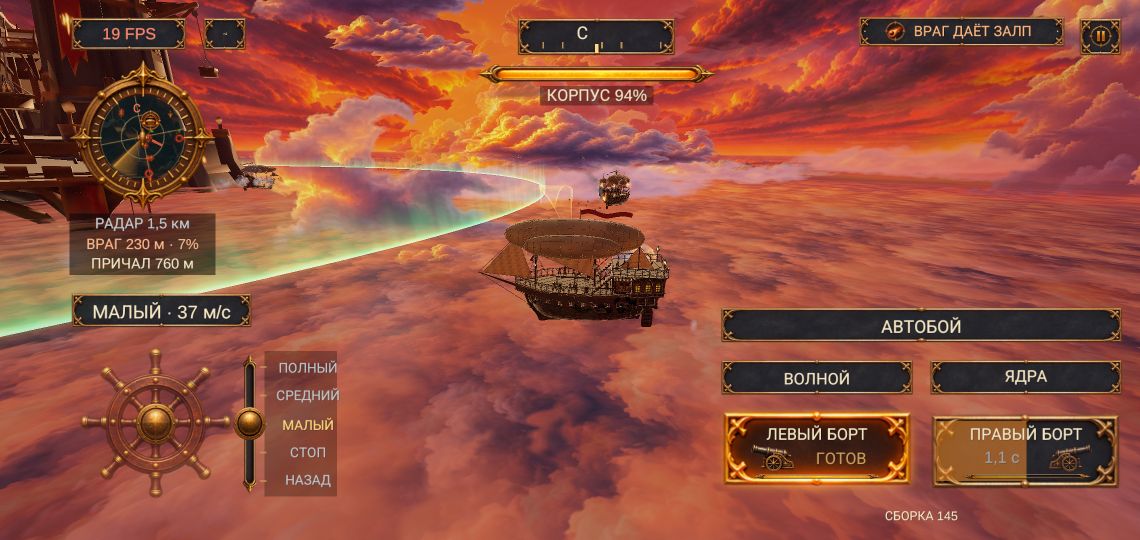 19 FPS
С
ВРАГ ДАЁТ ЗАЛП
КОРПУС 94%
С
РАДАР 1,5 км
ВРАГ 230 м · 7%
ПРИЧАЛ 760 м
МАЛЫЙ · 37 м/с
ПОЛНЫЙ
СРЕДНИЙ
МАЛЫЙ
СТОП
НАЗАД
АВТОБОЙ
ВОЛНОЙ
ЯДРА
ЛЕВЫЙ БОРТ
ГОТОВ
ПРАВЫЙ БОРТ
1,1 с
СБОРКА 145